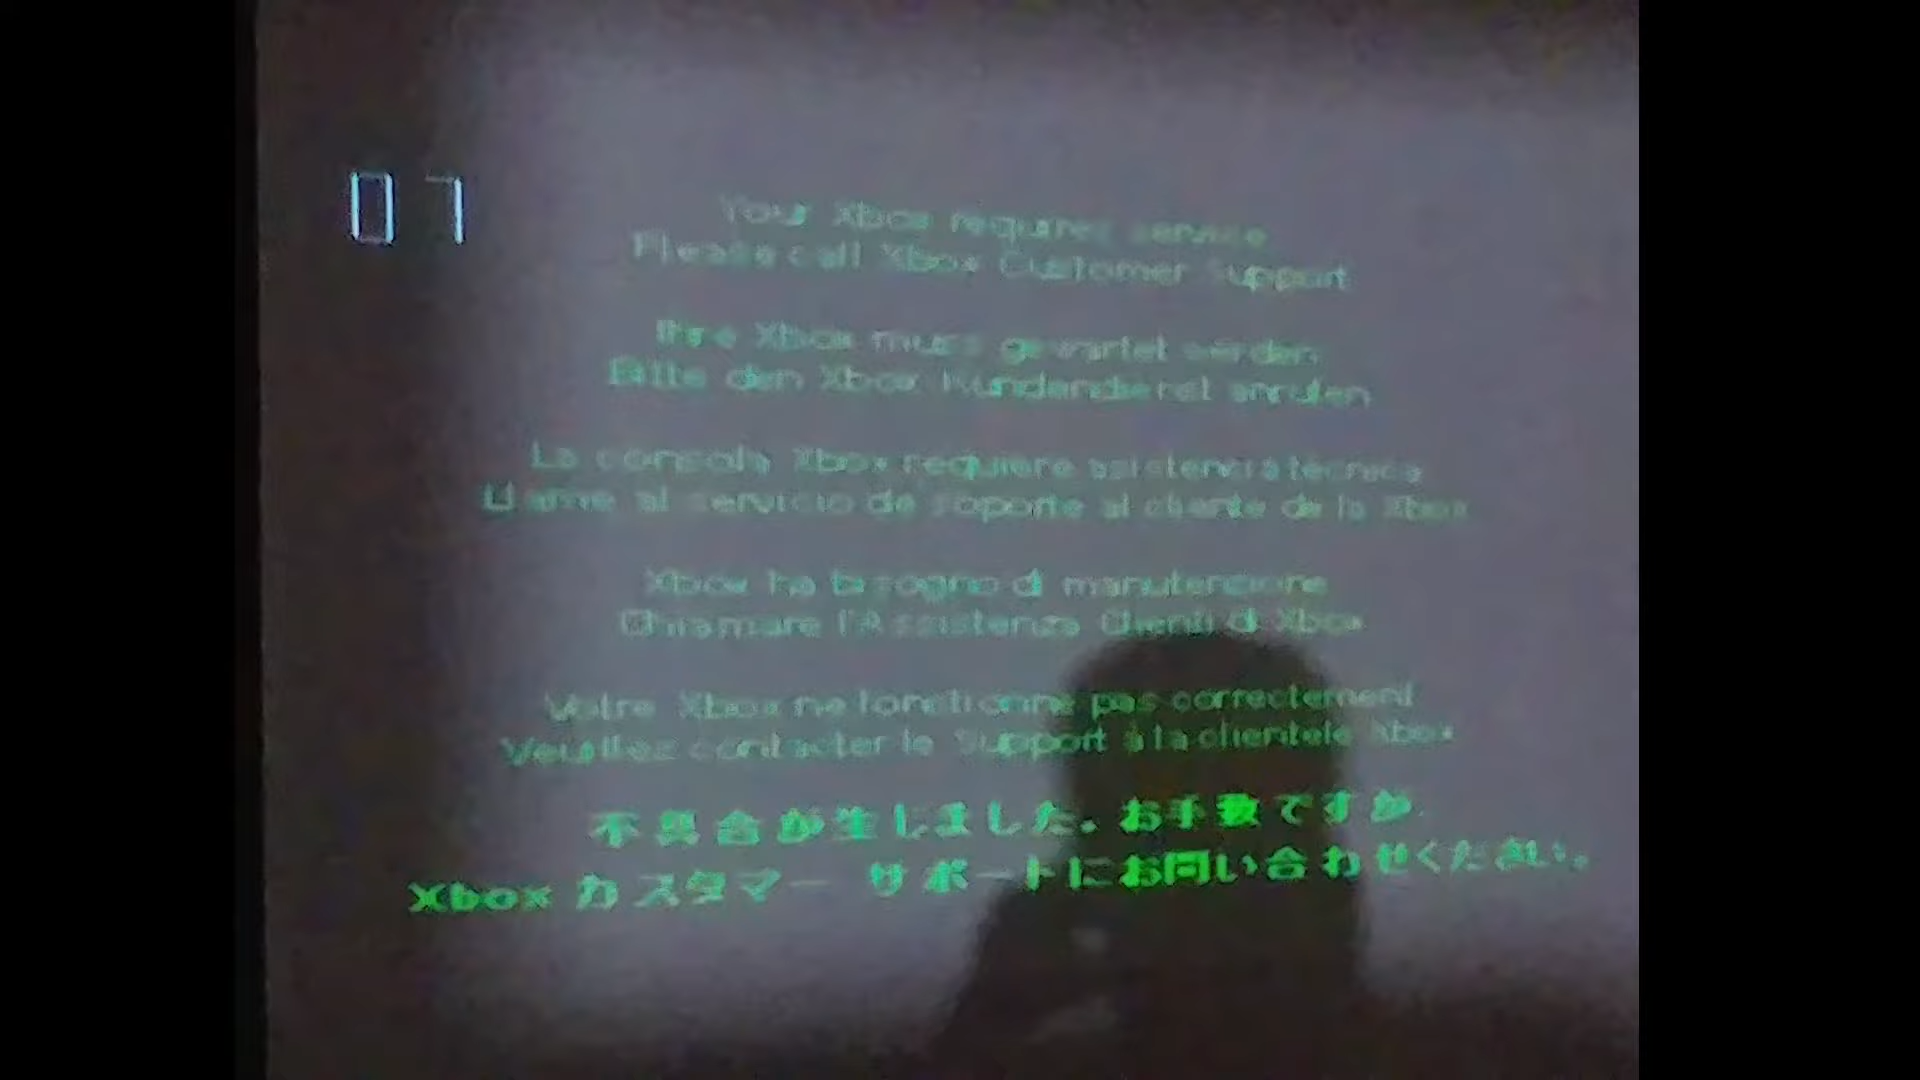 07
Your Xbox requires service
Please call Xbox Customer Support
Ihre Xbox muss gewartet werden
Bitte den Xbox Kundendienst anrufen
La consola Xbox requiere asistencia técnica
Llame al servicio de soporte al cliente de la Xbox
Xbox ha bisogno di manutenzione
Chiamare l'Assistenza Clienti di Xbox
Votre Xbox ne fonctionne pas correctement
Veuillez contacter le Support à la clientèle Xbox
不具合が生じました。お手数ですが、
Xbox カスタマー サポートにお問い合わせください。